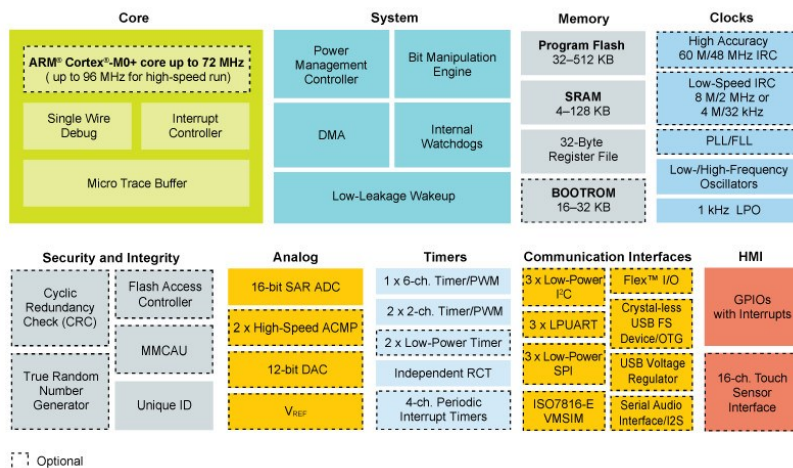 Core
ARM® Cortex®-M0+ core up to 72 MHz
( up to 96 MHz for high-speed run)
Single Wire
Debug
Interrupt
Controller
Micro Trace Buffer
System
Power
Management
Controller
Bit Manipulation
Engine
DMA
Internal
Watchdogs
Low-Leakage Wakeup
Memory
Program Flash
32–512 KB
SRAM
4–128 KB
32-Byte
Register File
BOOTROM
16–32 KB
Clocks
High Accuracy
60 M/48 MHz IRC
Low-Speed IRC
8 M/2 MHz or
4 M/32 kHz
PLL/FLL
Low-/High-Frequency
Oscillators
1 kHz LPO
Security and Integrity
Cyclic
Redundancy
Check (CRC)
Flash Access
Controller
MMCAU
True Random
Number
Generator
Unique ID
Analog
16-bit SAR ADC
2 x High-Speed ACMP
12-bit DAC
VREF
Timers
1 x 6-ch. Timer/PWM
2 x 2-ch. Timer/PWM
2 x Low-Power Timer
Independent RCT
4-ch. Periodic
Interrupt Timers
Communication Interfaces
3 x Low-Power
I²C
3 x LPUART
3 x Low-Power
SPI
ISO7816-E
VMSIM
Flex™ I/O
Crystal-less
USB FS
Device/OTG
USB Voltage
Regulator
Serial Audio
Interface/I2S
HMI
GPIOs
with Interrupts
16-ch. Touch
Sensor
Interface
Optional